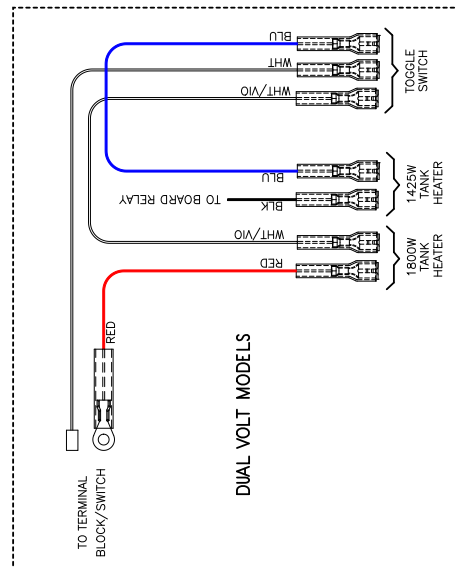 BLU
WHT
WHT/VIO
TOGGLE
SWITCH
BLU
TO BOARD RELAY
BLK
1425W
TANK
HEATER
WHT/VIO
RED
1800W
TANK
HEATER
RED
DUAL VOLT MODELS
TO TERMINAL
BLOCK/SWITCH